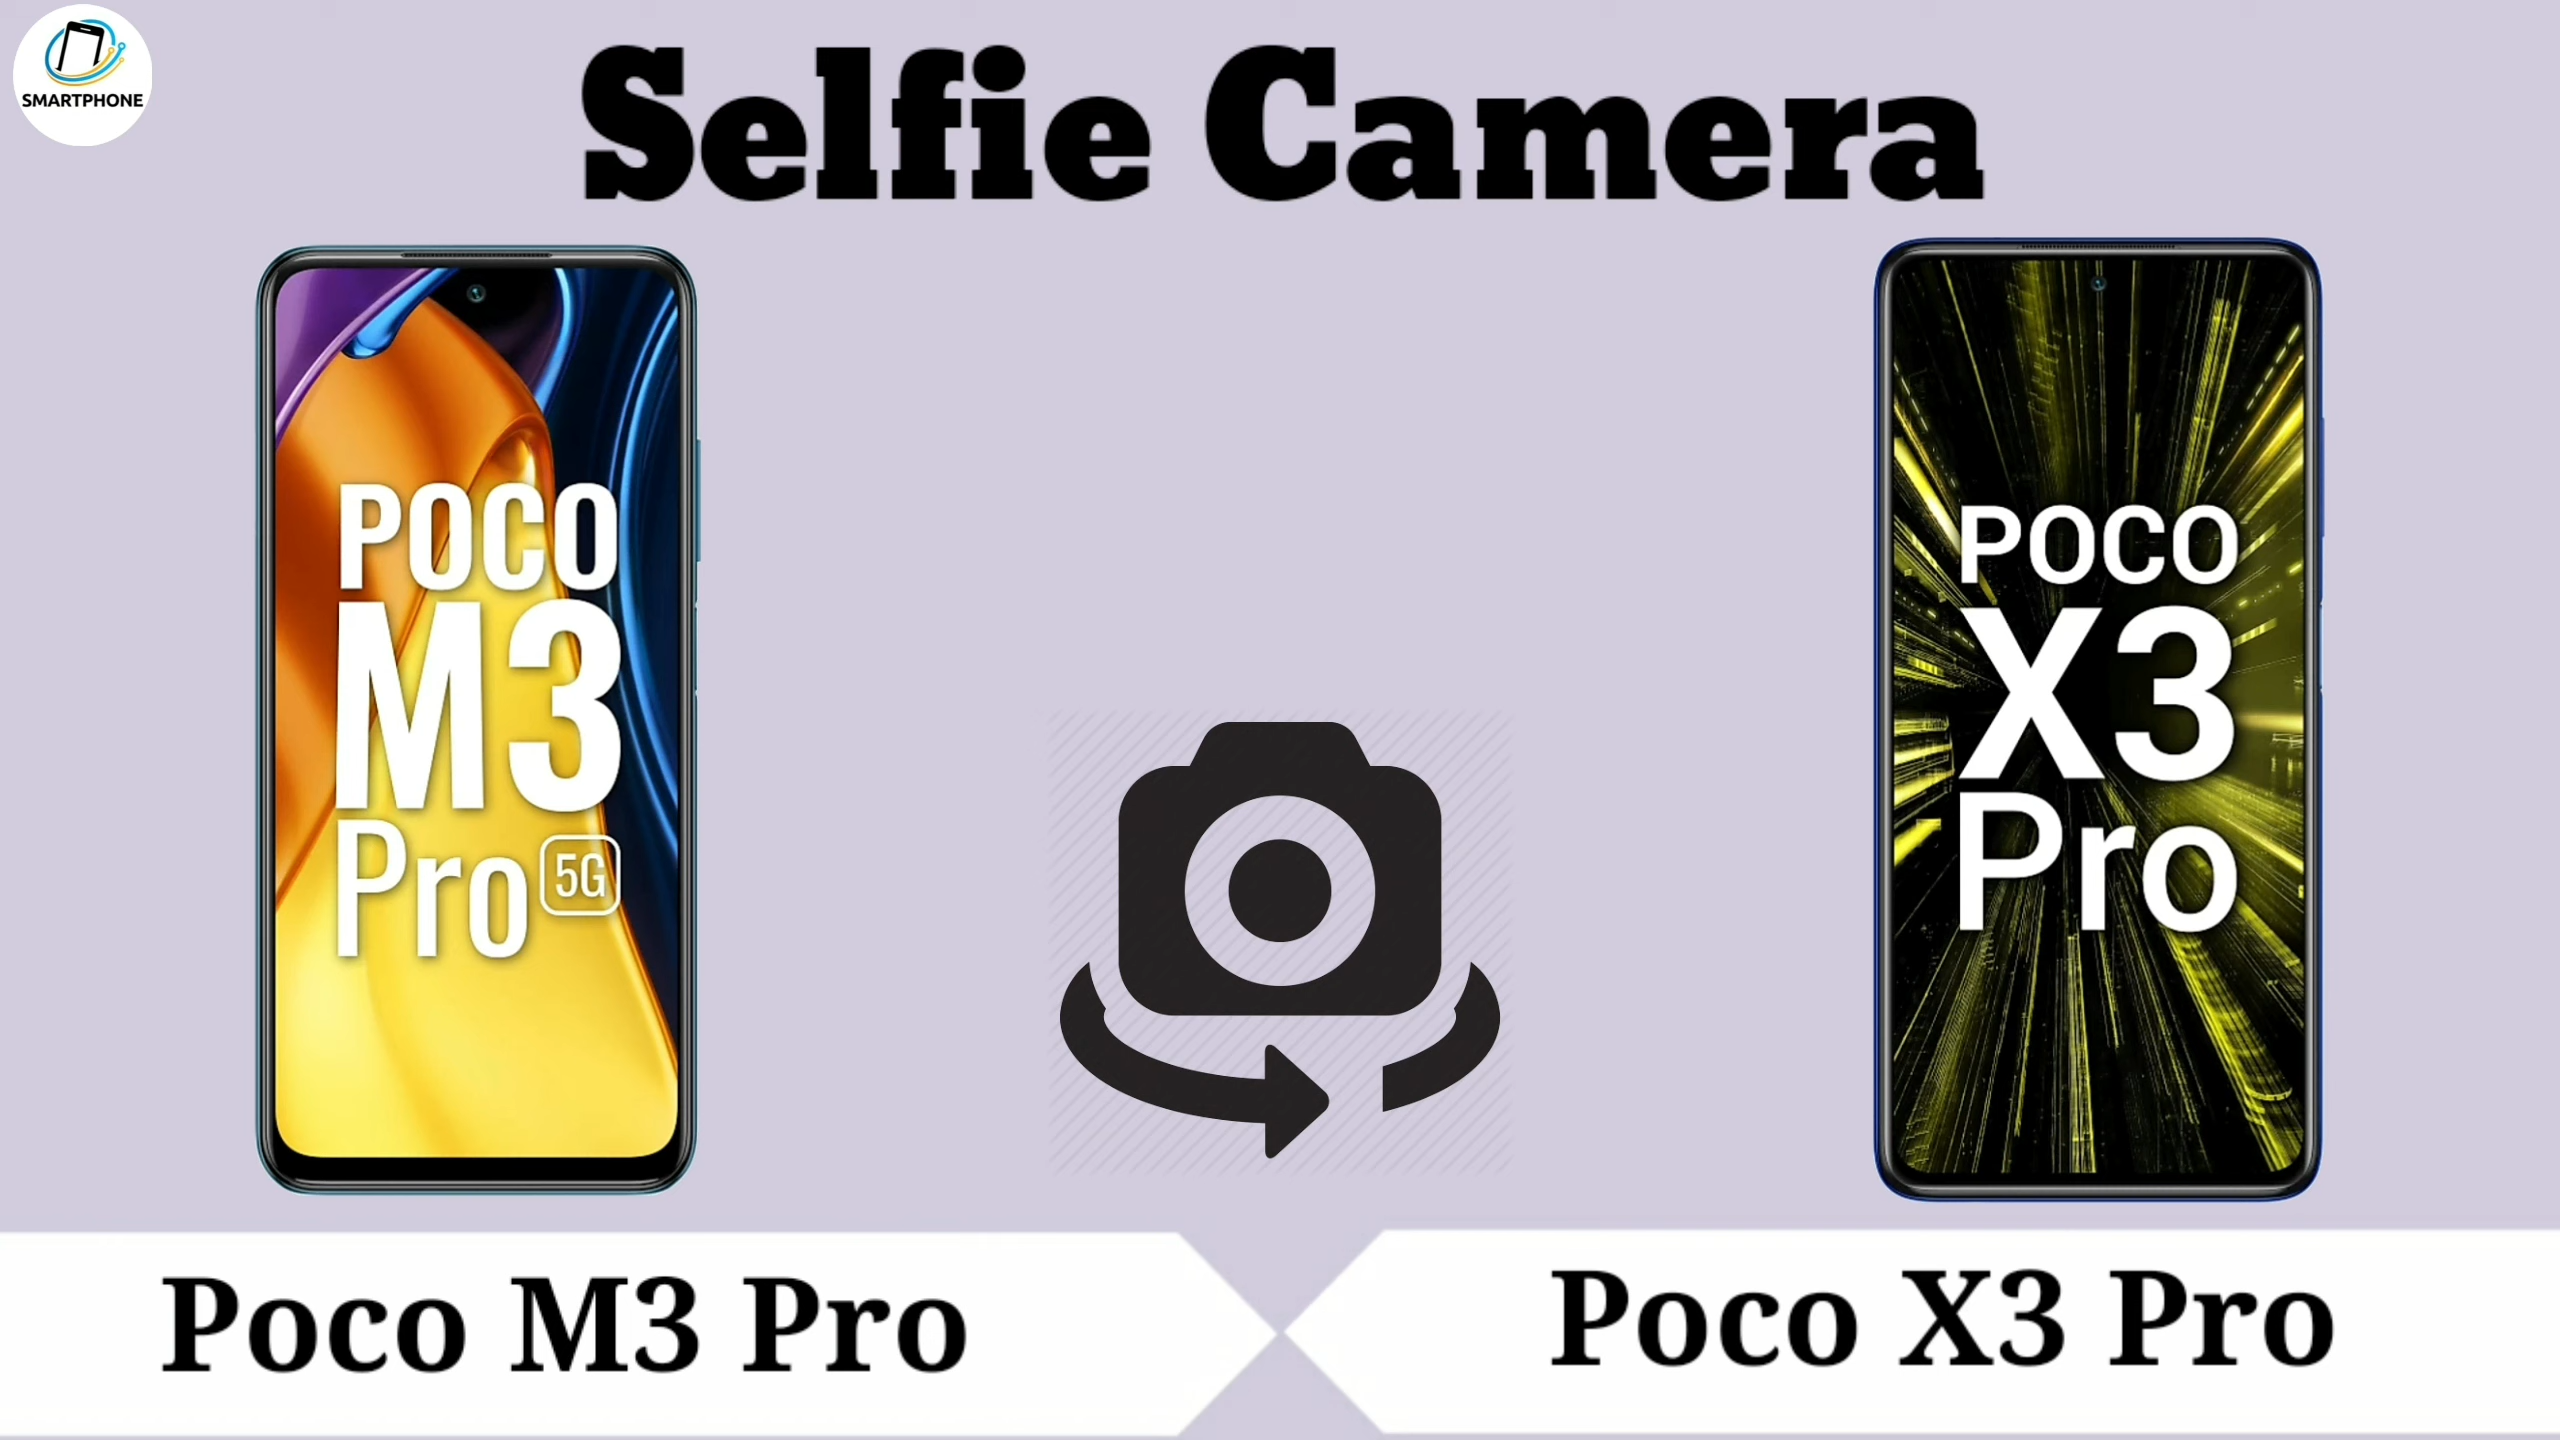 SMARTPHONE
Selfie Camera
POCO
M3
Pro 5G
POCO
X3
Pro
Poco M3 Pro
Poco X3 Pro